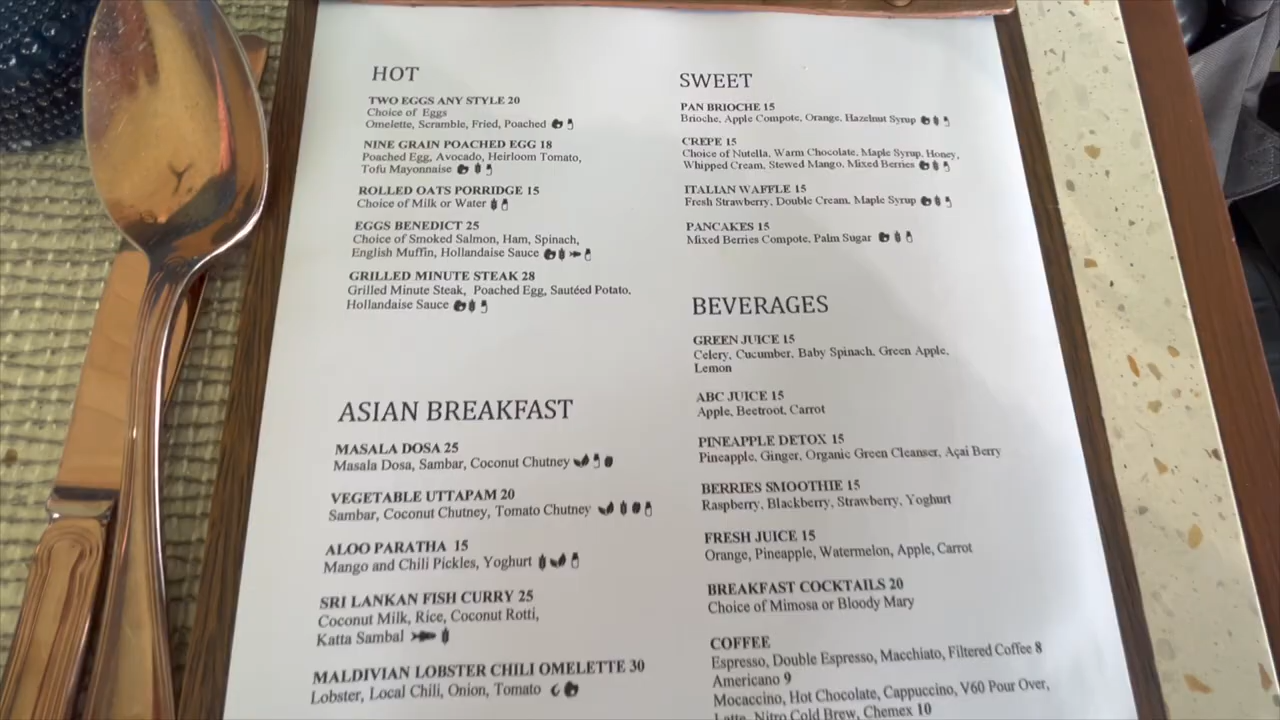 HOT
TWO EGGS ANY STYLE 20
Choice of Eggs
Omelette, Scramble, Fried, Poached
NINE GRAIN POACHED EGG 18
Poached Egg, Avocado, Heirloom Tomato,
Tofu Mayonnaise
ROLLED OATS PORRIDGE 15
Choice of Milk or Water
EGGS BENEDICT 25
Choice of Smoked Salmon, Ham, Spinach,
English Muffin, Hollandaise Sauce
GRILLED MINUTE STEAK 28
Grilled Minute Steak, Poached Egg, Sautéed Potato,
Hollandaise Sauce
ASIAN BREAKFAST
MASALA DOSA 25
Masala Dosa, Sambar, Coconut Chutney
VEGETABLE UTTAPAM 20
Sambar, Coconut Chutney, Tomato Chutney
ALOO PARATHA 15
Mango and Chili Pickles, Yoghurt
SRI LANKAN FISH CURRY 25
Coconut Milk, Rice, Coconut Rotti,
Katta Sambal
MALDIVIAN LOBSTER CHILI OMELETTE 30
Lobster, Local Chili, Onion, Tomato
SWEET
PAN BRIOCHE 15
Brioche, Apple Compote, Orange, Hazelnut Syrup
CREPE 15
Choice of Nutella, Warm Chocolate, Maple Syrup, Honey,
Whipped Cream, Stewed Mango, Mixed Berries
ITALIAN WAFFLE 15
Fresh Strawberry, Double Cream, Maple Syrup
PANCAKES 15
Mixed Berries Compote, Palm Sugar
BEVERAGES
GREEN JUICE 15
Celery, Cucumber, Baby Spinach, Green Apple,
Lemon
ABC JUICE 15
Apple, Beetroot, Carrot
PINEAPPLE DETOX 15
Pineapple, Ginger, Organic Green Cleanser, Açai Berry
BERRIES SMOOTHIE 15
Raspberry, Blackberry, Strawberry, Yoghurt
FRESH JUICE 15
Orange, Pineapple, Watermelon, Apple, Carrot
BREAKFAST COCKTAILS 20
Choice of Mimosa or Bloody Mary
COFFEE
Espresso, Double Espresso, Macchiato, Filtered Coffee 8
Americano 9
Mocaccino, Hot Chocolate, Cappuccino, V60 Pour Over,
Latte, Nitro Cold Brew, Chemex 10